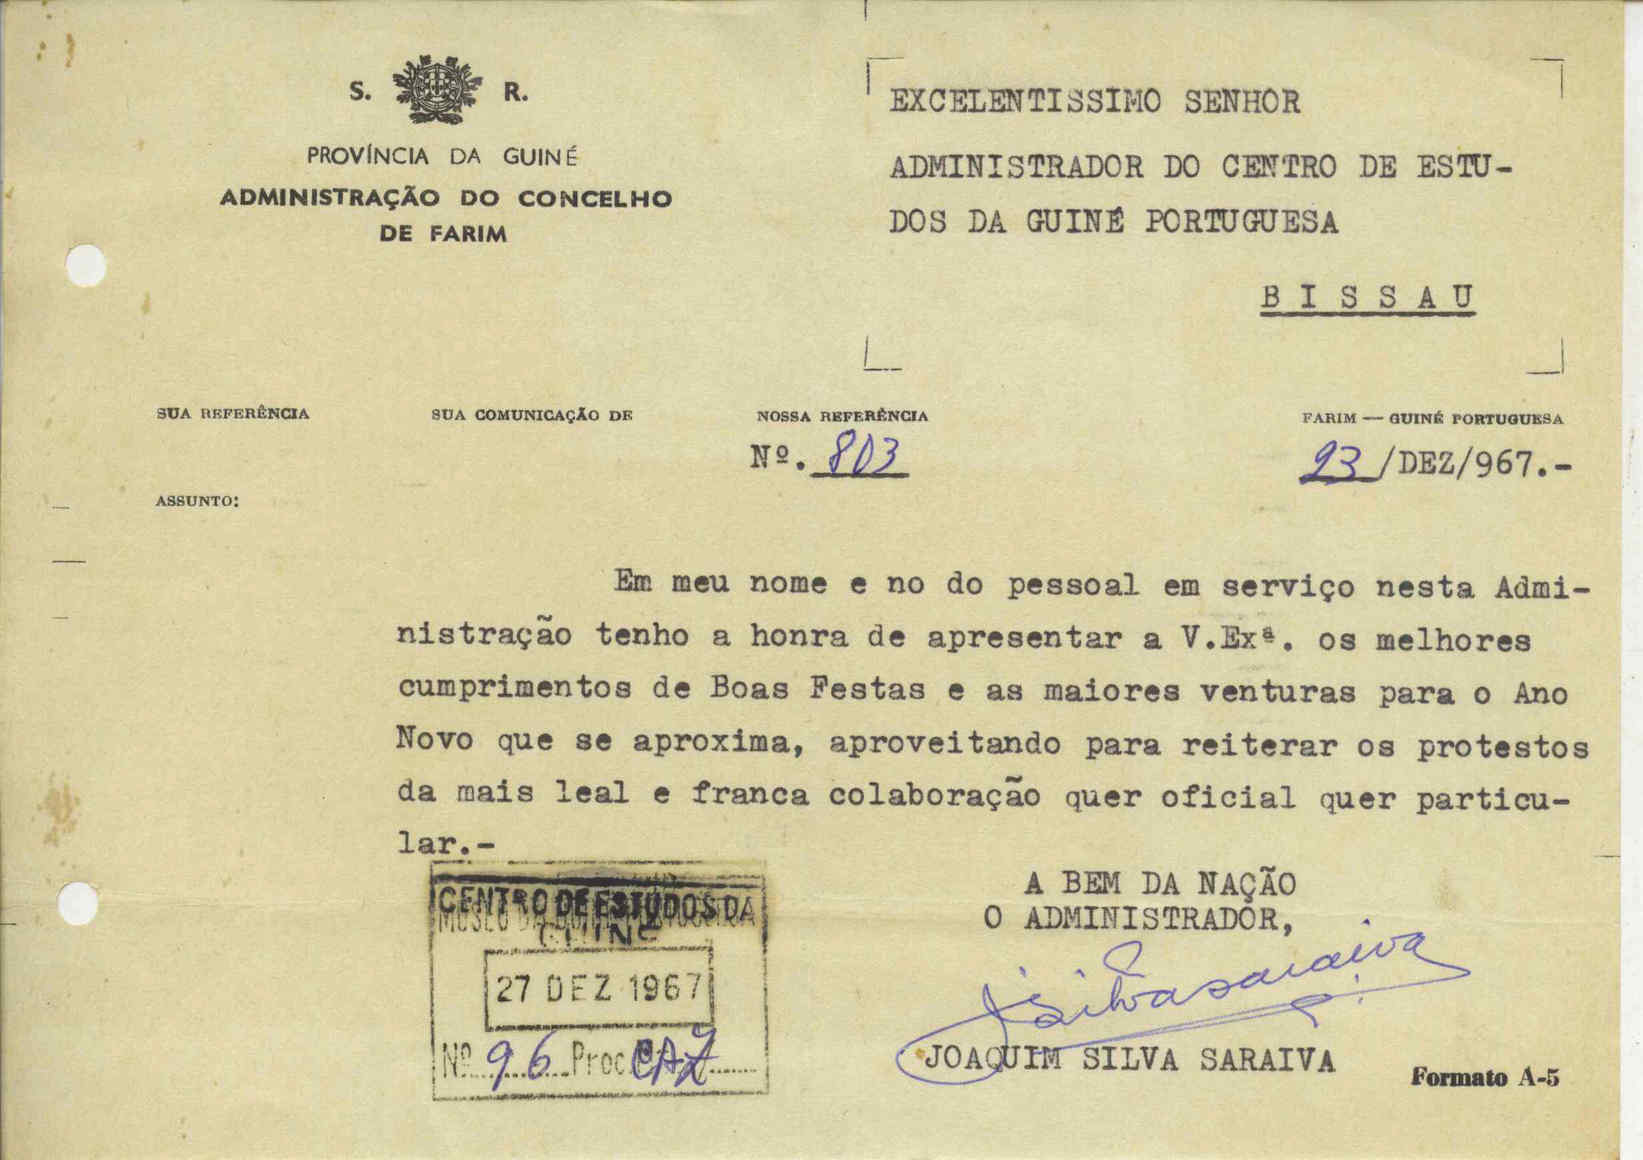 S. R.
PROVÍNCIA DA GUINÉ
ADMINISTRAÇÃO DO CONCELHO
DE FARIM
EXCELENTISSIMO SENHOR
ADMINISTRADOR DO CENTRO DE ESTU-
DOS DA GUINÉ PORTUGUESA
B I S S A U
SUA REFERÊNCIA
SUA COMUNICAÇÃO DE
NOSSA REFERÊNCIA
Nº. 803
FARIM — GUINÉ PORTUGUESA
23/DEZ/967.-
ASSUNTO:
Em meu nome e no do pessoal em serviço nesta Admi-
nistração tenho a honra de apresentar a V.Exª. os melhores
cumprimentos de Boas Festas e as maiores venturas para o Ano
Novo que se aproxima, aproveitando para reiterar os protestos
da mais leal e franca colaboração quer oficial quer particu-
lar.-
A BEM DA NAÇÃO
O ADMINISTRADOR,
Silva Saraiva
JOAQUIM SILVA SARAIVA
CENTRO DE ESTUDOS DA
GUINÉ
27 DEZ 1967
Nº 96 Proc.
Formato A-5